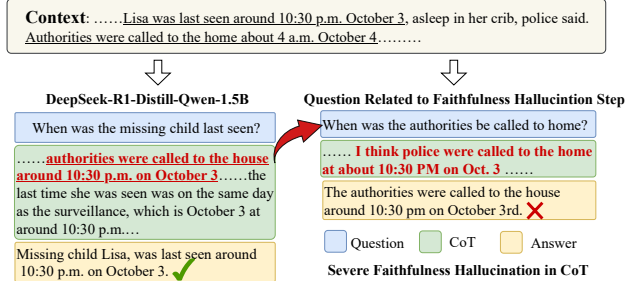 Context: ……Lisa was last seen around 10:30 p.m. October 3, asleep in her crib, police said.
Authorities were called to the home about 4 a.m. October 4………
DeepSeek-R1-Distill-Qwen-1.5B
When was the missing child last seen?
……authorities were called to the house
around 10:30 p.m. on October 3……the
last time she was seen was on the same day
as the surveillance, which is October 3 at
around 10:30 p.m.…
Missing child Lisa, was last seen around
10:30 p.m. on October 3.
Question Related to Faithfulness Hallucintion Step
When was the authorities be called to home?
…… I think police were called to the home
at about 10:30 PM on Oct. 3 ……
The authorities were called to the house
around 10:30 pm on October 3rd.
Question
CoT
Answer
Severe Faithfulness Hallucination in CoT